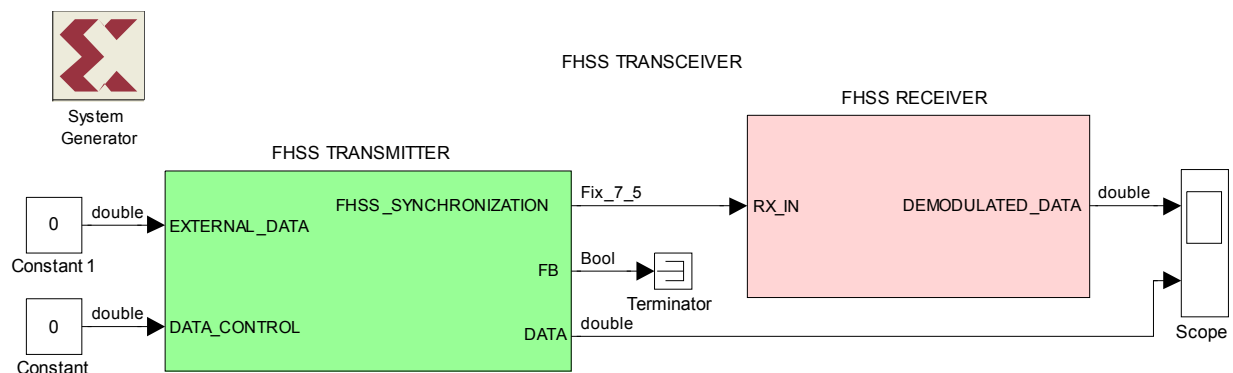 System
Generator
FHSS TRANSCEIVER
FHSS RECEIVER
FHSS TRANSMITTER
0
double
Constant 1
EXTERNAL_DATA
0
double
Constant
DATA_CONTROL
FHSS_SYNCHRONIZATION
Fix_7_5
FB
Bool
Terminator
DATA
double
RX_IN
DEMODULATED_DATA
double
Scope